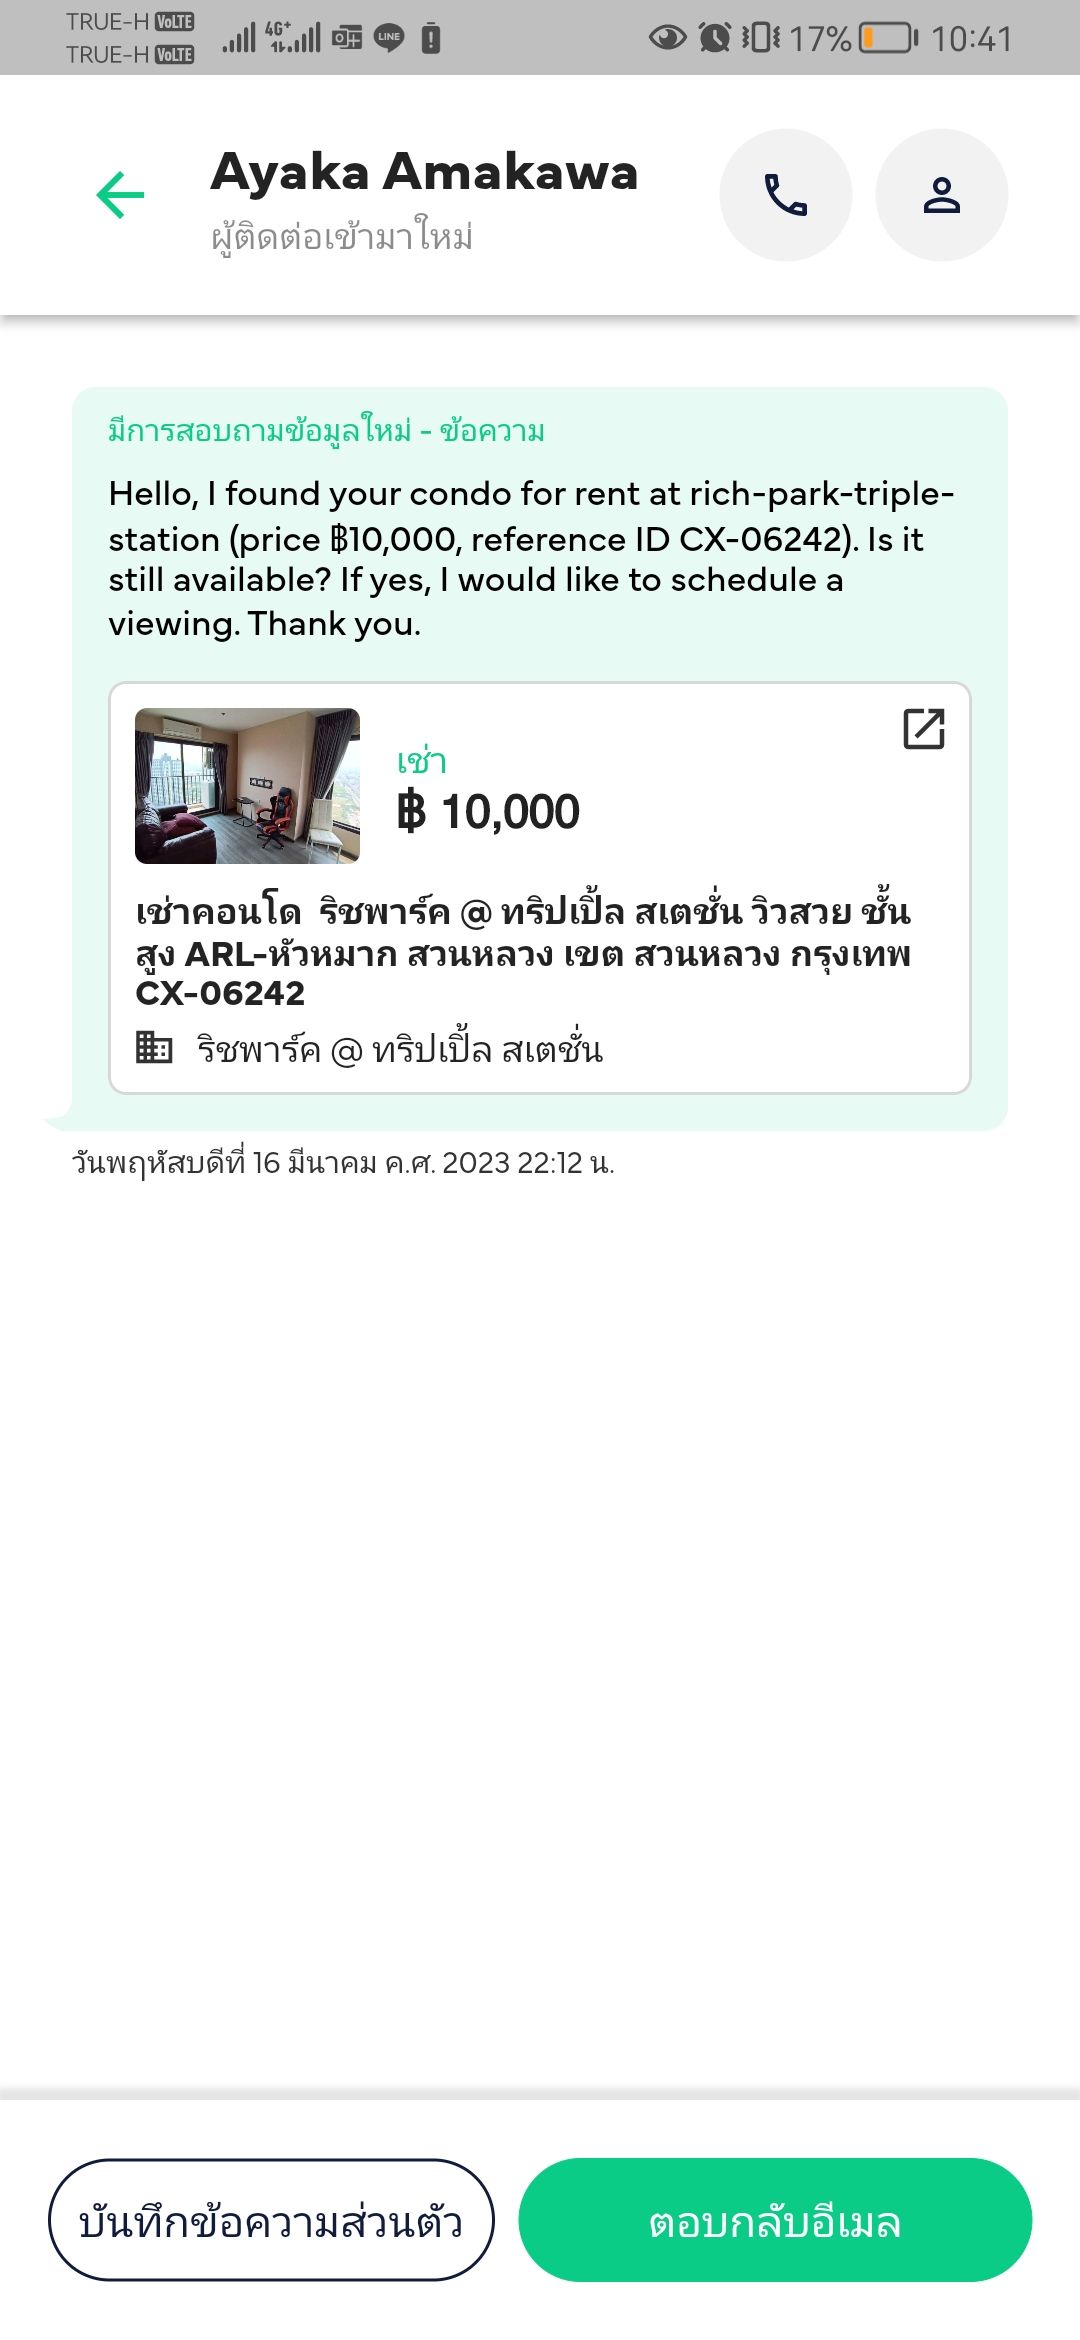 TRUE-H VoLTE
TRUE-H VoLTE
4G+
LINE
17%
10:41
Ayaka Amakawa
ผู้ติดต่อเข้ามาใหม่
มีการสอบถามข้อมูลใหม่ - ข้อความ
Hello, I found your condo for rent at rich-park-triple-
station (price ฿10,000, reference ID CX-06242). Is it
still available? If yes, I would like to schedule a
viewing. Thank you.
เช่า
฿ 10,000
เช่าคอนโด  ริชพาร์ค @ ทริปเปิ้ล สเตชั่น วิวสวย ชั้น
สูง ARL-หัวหมาก สวนหลวง เขต สวนหลวง กรุงเทพ
CX-06242
ริชพาร์ค @ ทริปเปิ้ล สเตชั่น
วันพฤหัสบดีที่ 16 มีนาคม ค.ศ. 2023 22:12 น.
บันทึกข้อความส่วนตัว
ตอบกลับอีเมล